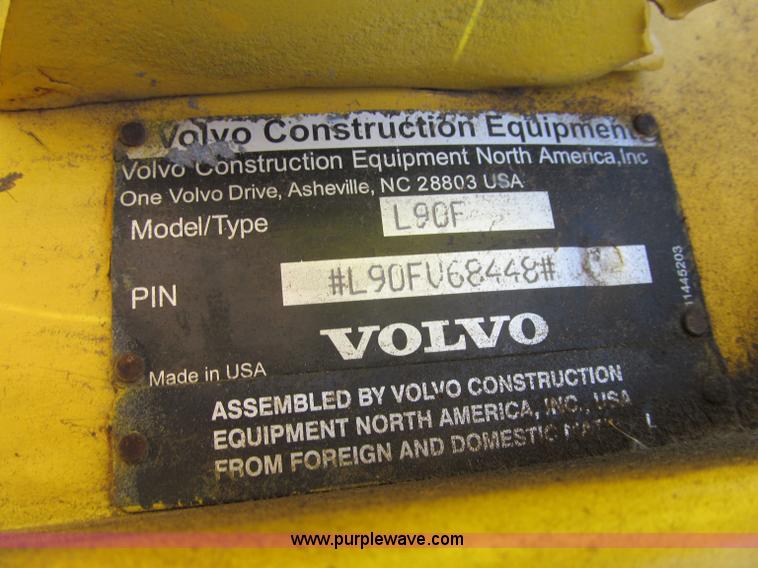 Volvo Construction Equipment
Volvo Construction Equipment North America,Inc
One Volvo Drive, Asheville, NC 28803 USA
Model/Type L90F
PIN #L90FV68448#
11445203
VOLVO
Made in USA
ASSEMBLED BY VOLVO CONSTRUCTION
EQUIPMENT NORTH AMERICA, INC., USA
FROM FOREIGN AND DOMESTIC
www.purplewave.com